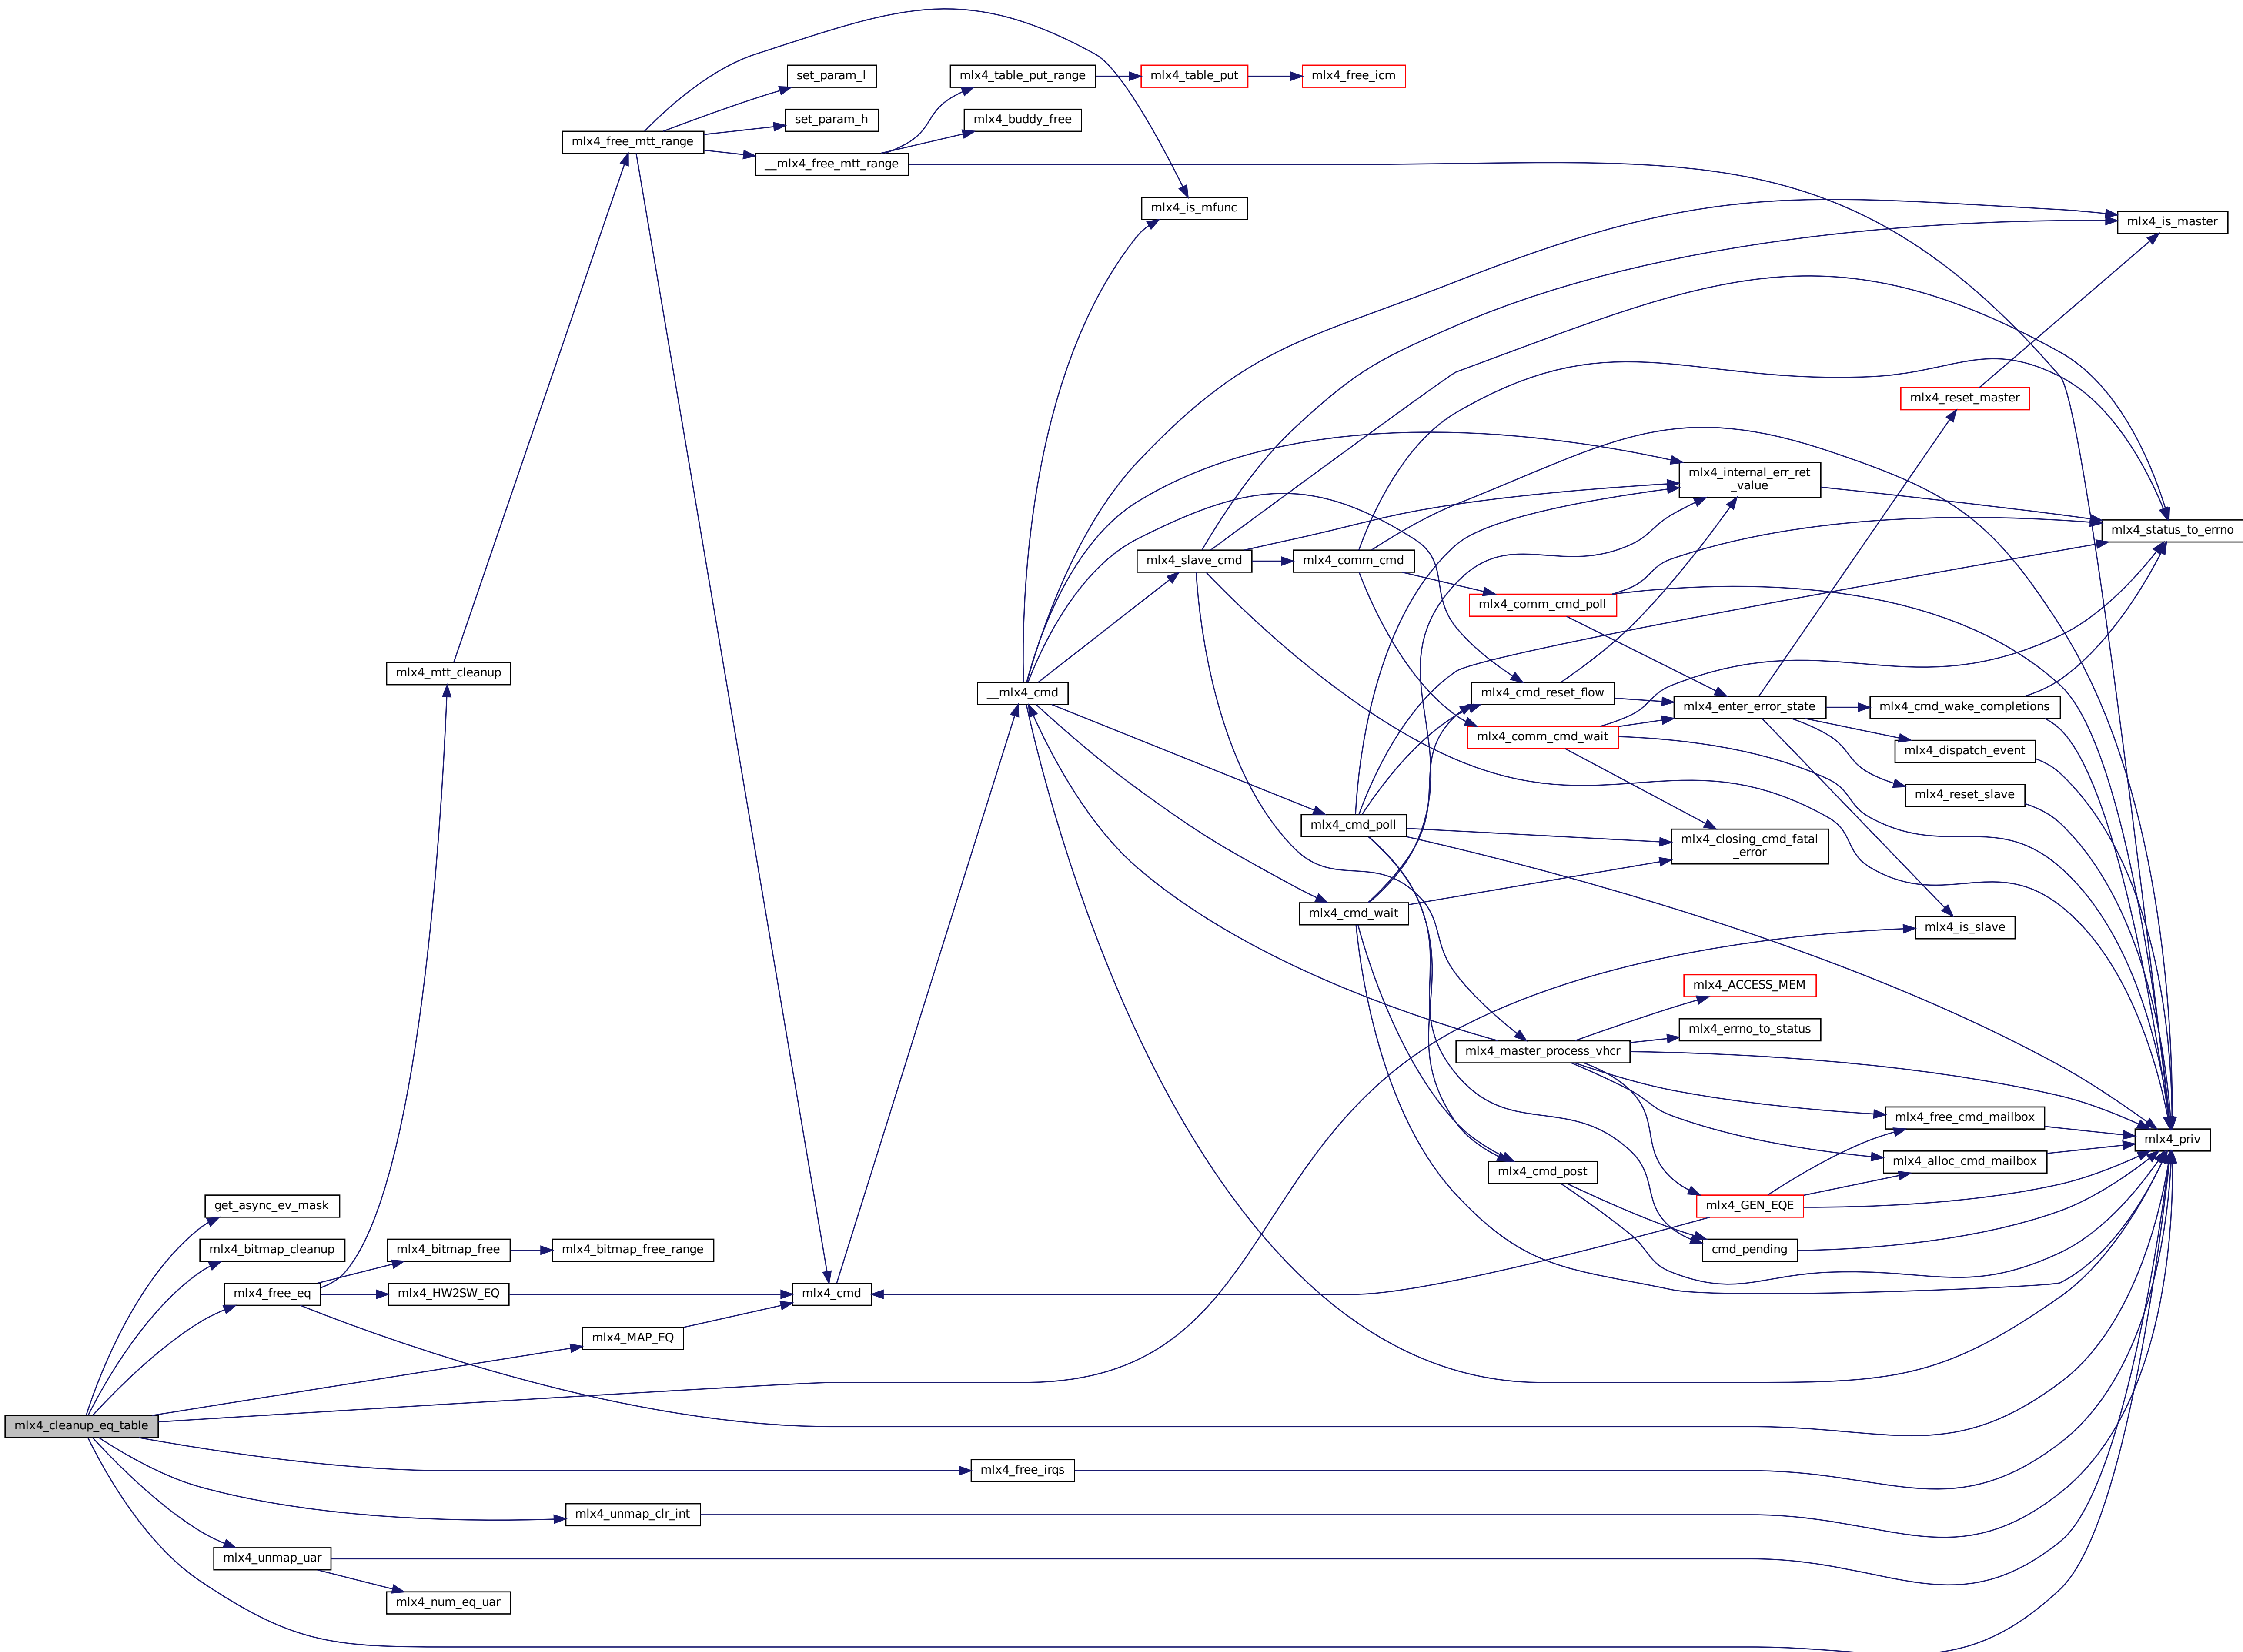 set_param_l
mlx4_table_put_range
mlx4_table_put
mlx4_free_icm
set_param_h
mlx4_buddy_free
mlx4_free_mtt_range
__mlx4_free_mtt_range
mlx4_is_mfunc
mlx4_is_master
mlx4_reset_master
mlx4_internal_err_ret
_value
mlx4_status_to_errno
mlx4_slave_cmd
mlx4_comm_cmd
mlx4_comm_cmd_poll
mlx4_mtt_cleanup
__mlx4_cmd
mlx4_cmd_reset_flow
mlx4_enter_error_state
mlx4_cmd_wake_completions
mlx4_comm_cmd_wait
mlx4_dispatch_event
mlx4_reset_slave
mlx4_cmd_poll
mlx4_closing_cmd_fatal
_error
mlx4_cmd_wait
mlx4_is_slave
mlx4_ACCESS_MEM
mlx4_errno_to_status
mlx4_master_process_vhcr
mlx4_free_cmd_mailbox
mlx4_priv
mlx4_alloc_cmd_mailbox
mlx4_cmd_post
get_async_ev_mask
mlx4_GEN_EQE
mlx4_bitmap_cleanup
mlx4_bitmap_free
mlx4_bitmap_free_range
cmd_pending
mlx4_free_eq
mlx4_HW2SW_EQ
mlx4_cmd
mlx4_MAP_EQ
mlx4_cleanup_eq_table
mlx4_free_irqs
mlx4_unmap_clr_int
mlx4_unmap_uar
mlx4_num_eq_uar